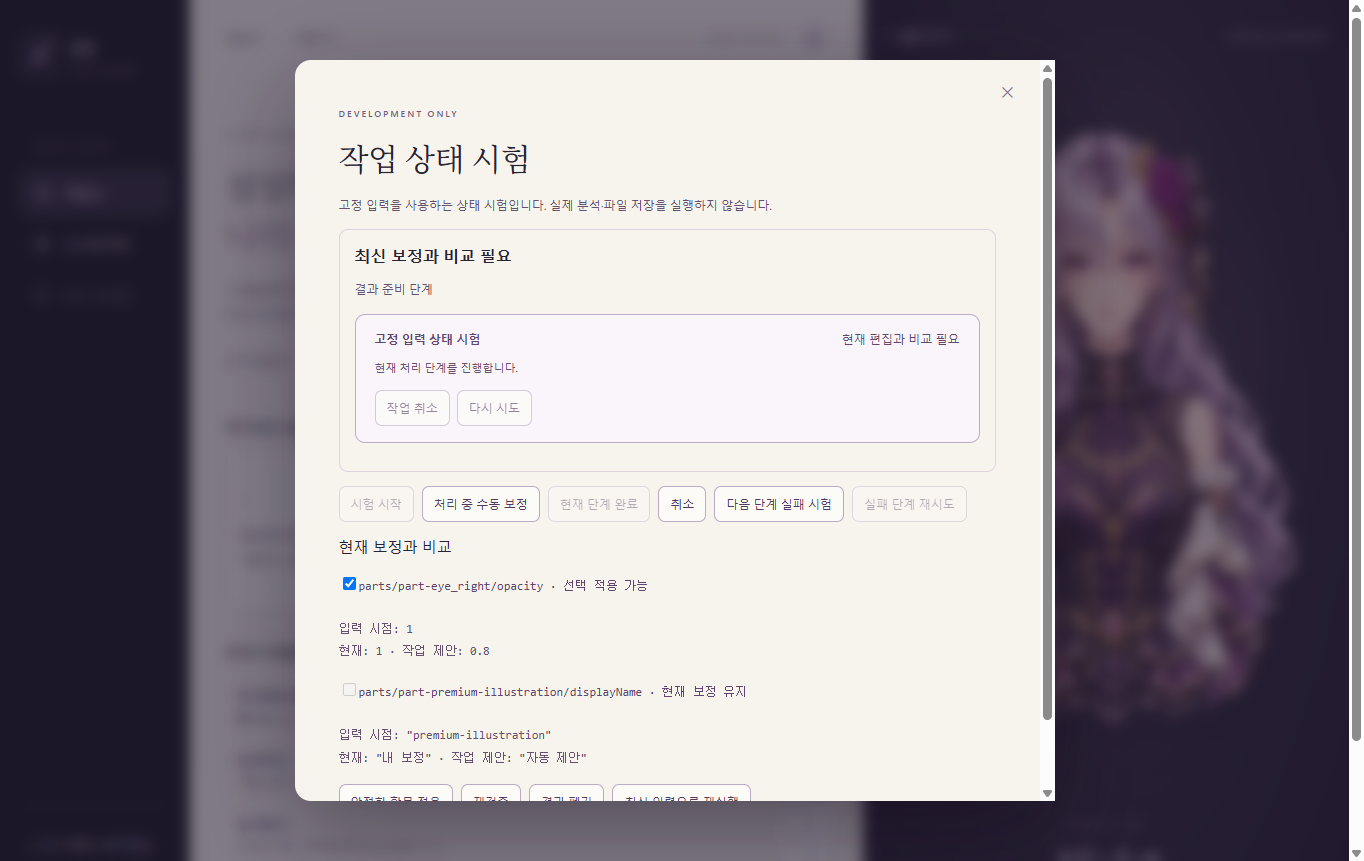 DEVELOPMENT ONLY
작업 상태 시험
고정 입력을 사용하는 상태 시험입니다. 실제 분석·파일 저장을 실행하지 않습니다.
최신 보정과 비교 필요
결과 준비 단계
고정 입력 상태 시험 현재 편집과 비교 필요
현재 처리 단계를 진행합니다.
작업 취소 다시 시도
시험 시작 처리 중 수동 보정 현재 단계 완료 취소 다음 단계 실패 시험 실패 단계 재시도
현재 보정과 비교
parts/part-eye_right/opacity · 선택 적용 가능
입력 시점: 1
현재: 1 · 작업 제안: 0.8
parts/part-premium-illustration/displayName · 현재 보정 유지
입력 시점: "premium-illustration"
현재: "내 보정" · 작업 제안: "자동 제안"